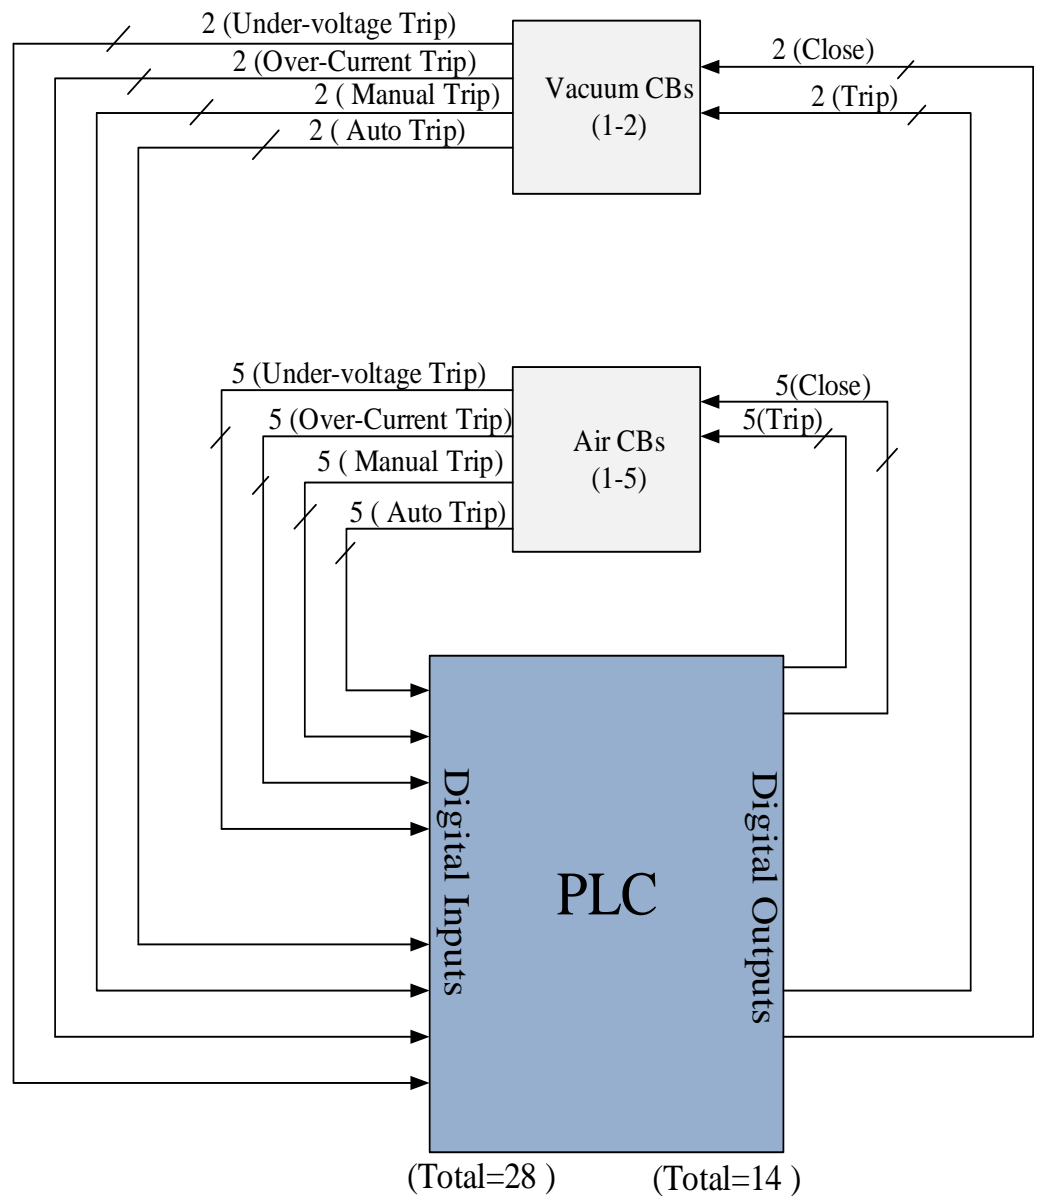 2 (Under-voltage Trip)
2 (Over-Current Trip)
2 ( Manual Trip)
2 ( Auto Trip)
Vacuum CBs
(1-2)
2 (Close)
2 (Trip)
5 (Under-voltage Trip)
5 (Over-Current Trip)
5 ( Manual Trip)
5 ( Auto Trip)
Air CBs
(1-5)
5(Close)
5(Trip)
Digital Inputs
PLC
Digital Outputs
(Total=28 )
(Total=14 )